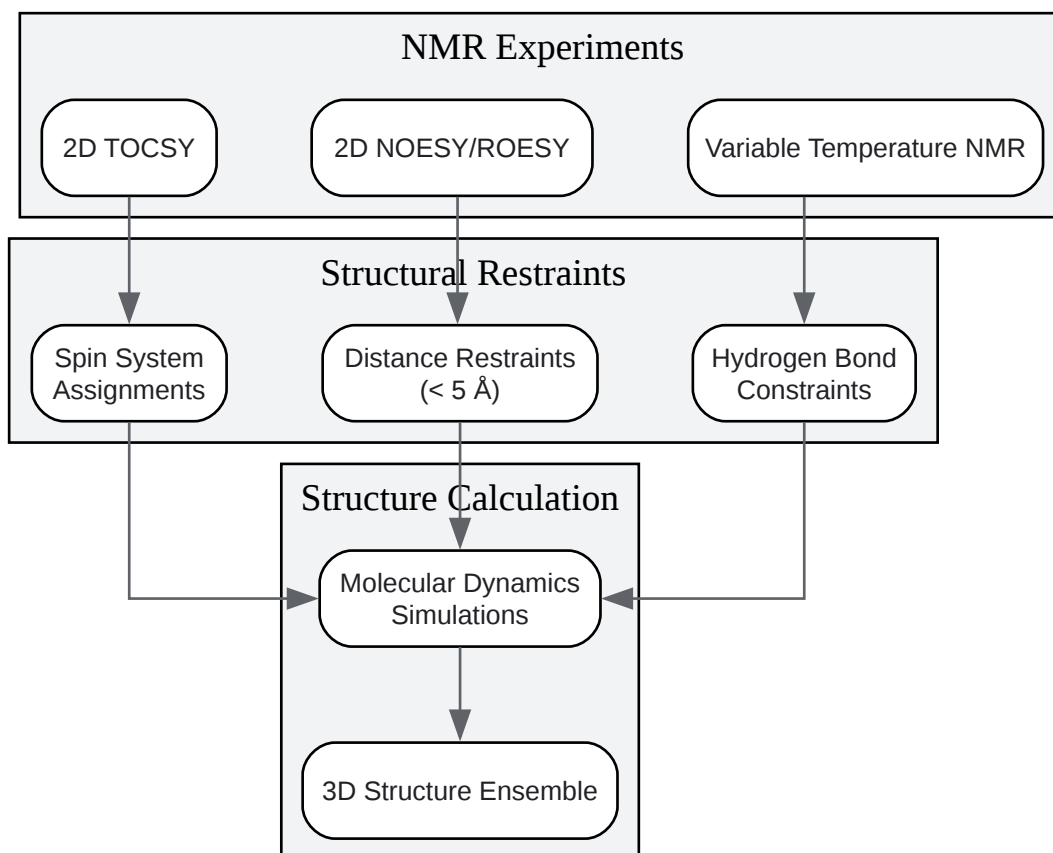 NMR Experiments
2D TOCSY
2D NOESY/ROESY
Variable Temperature NMR
Structural Restraints
Spin System
Assignments
Distance Restraints
(< 5 Å)
Hydrogen Bond
Constraints
Structure Calculation
Molecular Dynamics
Simulations
3D Structure Ensemble